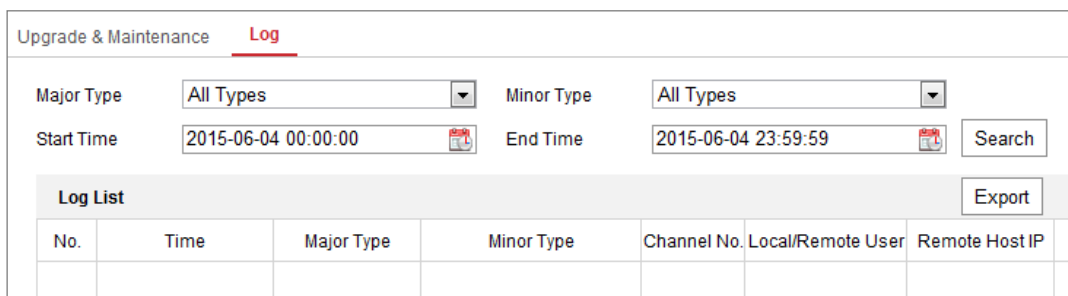 Upgrade & Maintenance Log
Major Type All Types Minor Type All Types
Start Time 2015-06-04 00:00:00 End Time 2015-06-04 23:59:59 Search
Log List Export
No. Time Major Type Minor Type Channel No. Local/Remote User Remote Host IP